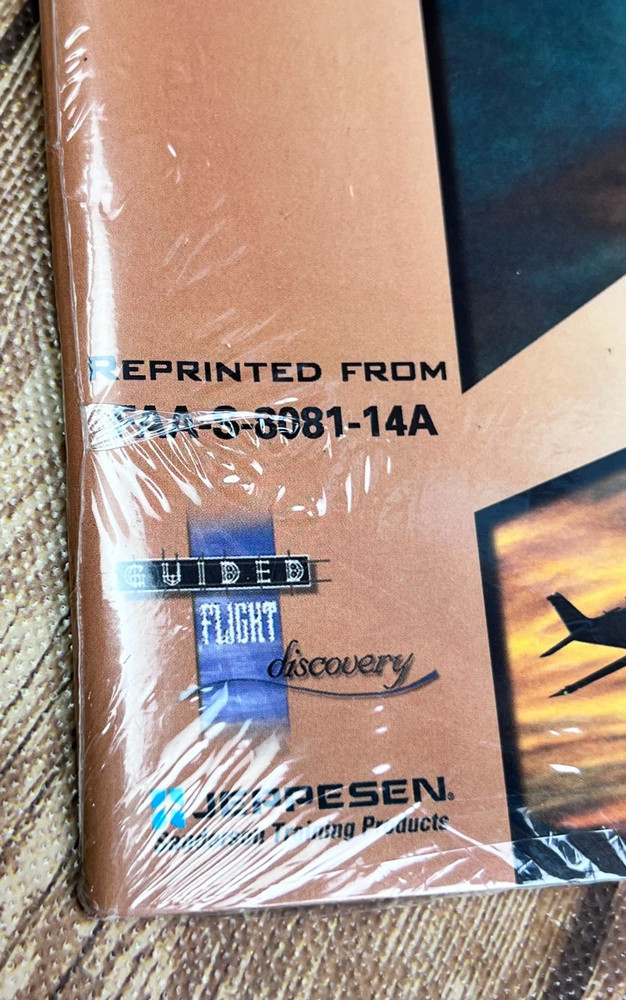 REPRINTED FROM
FAA-S-8081-14A
GUIDED
FLIGHT
discovery
JEPPESEN®
Sanderson Training Products